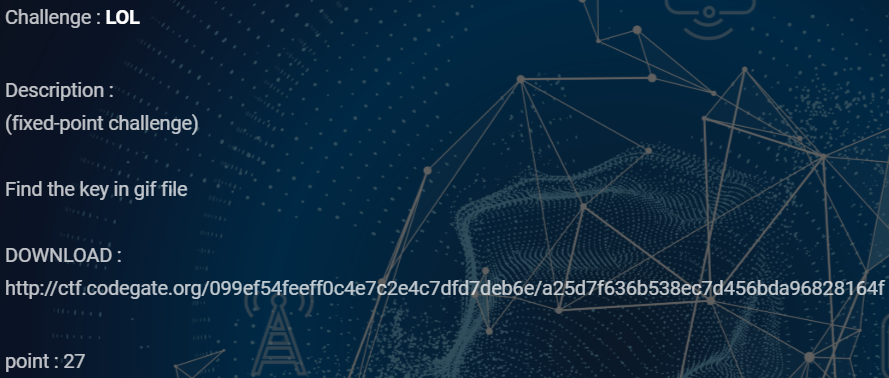 Challenge : LOL
Description :
(fixed-point challenge)
Find the key in gif file
DOWNLOAD :
http://ctf.codegate.org/099ef54feeff0c4e7c2e4c7dfd7deb6e/a25d7f636b538ec7d456bda96828164f
point : 27